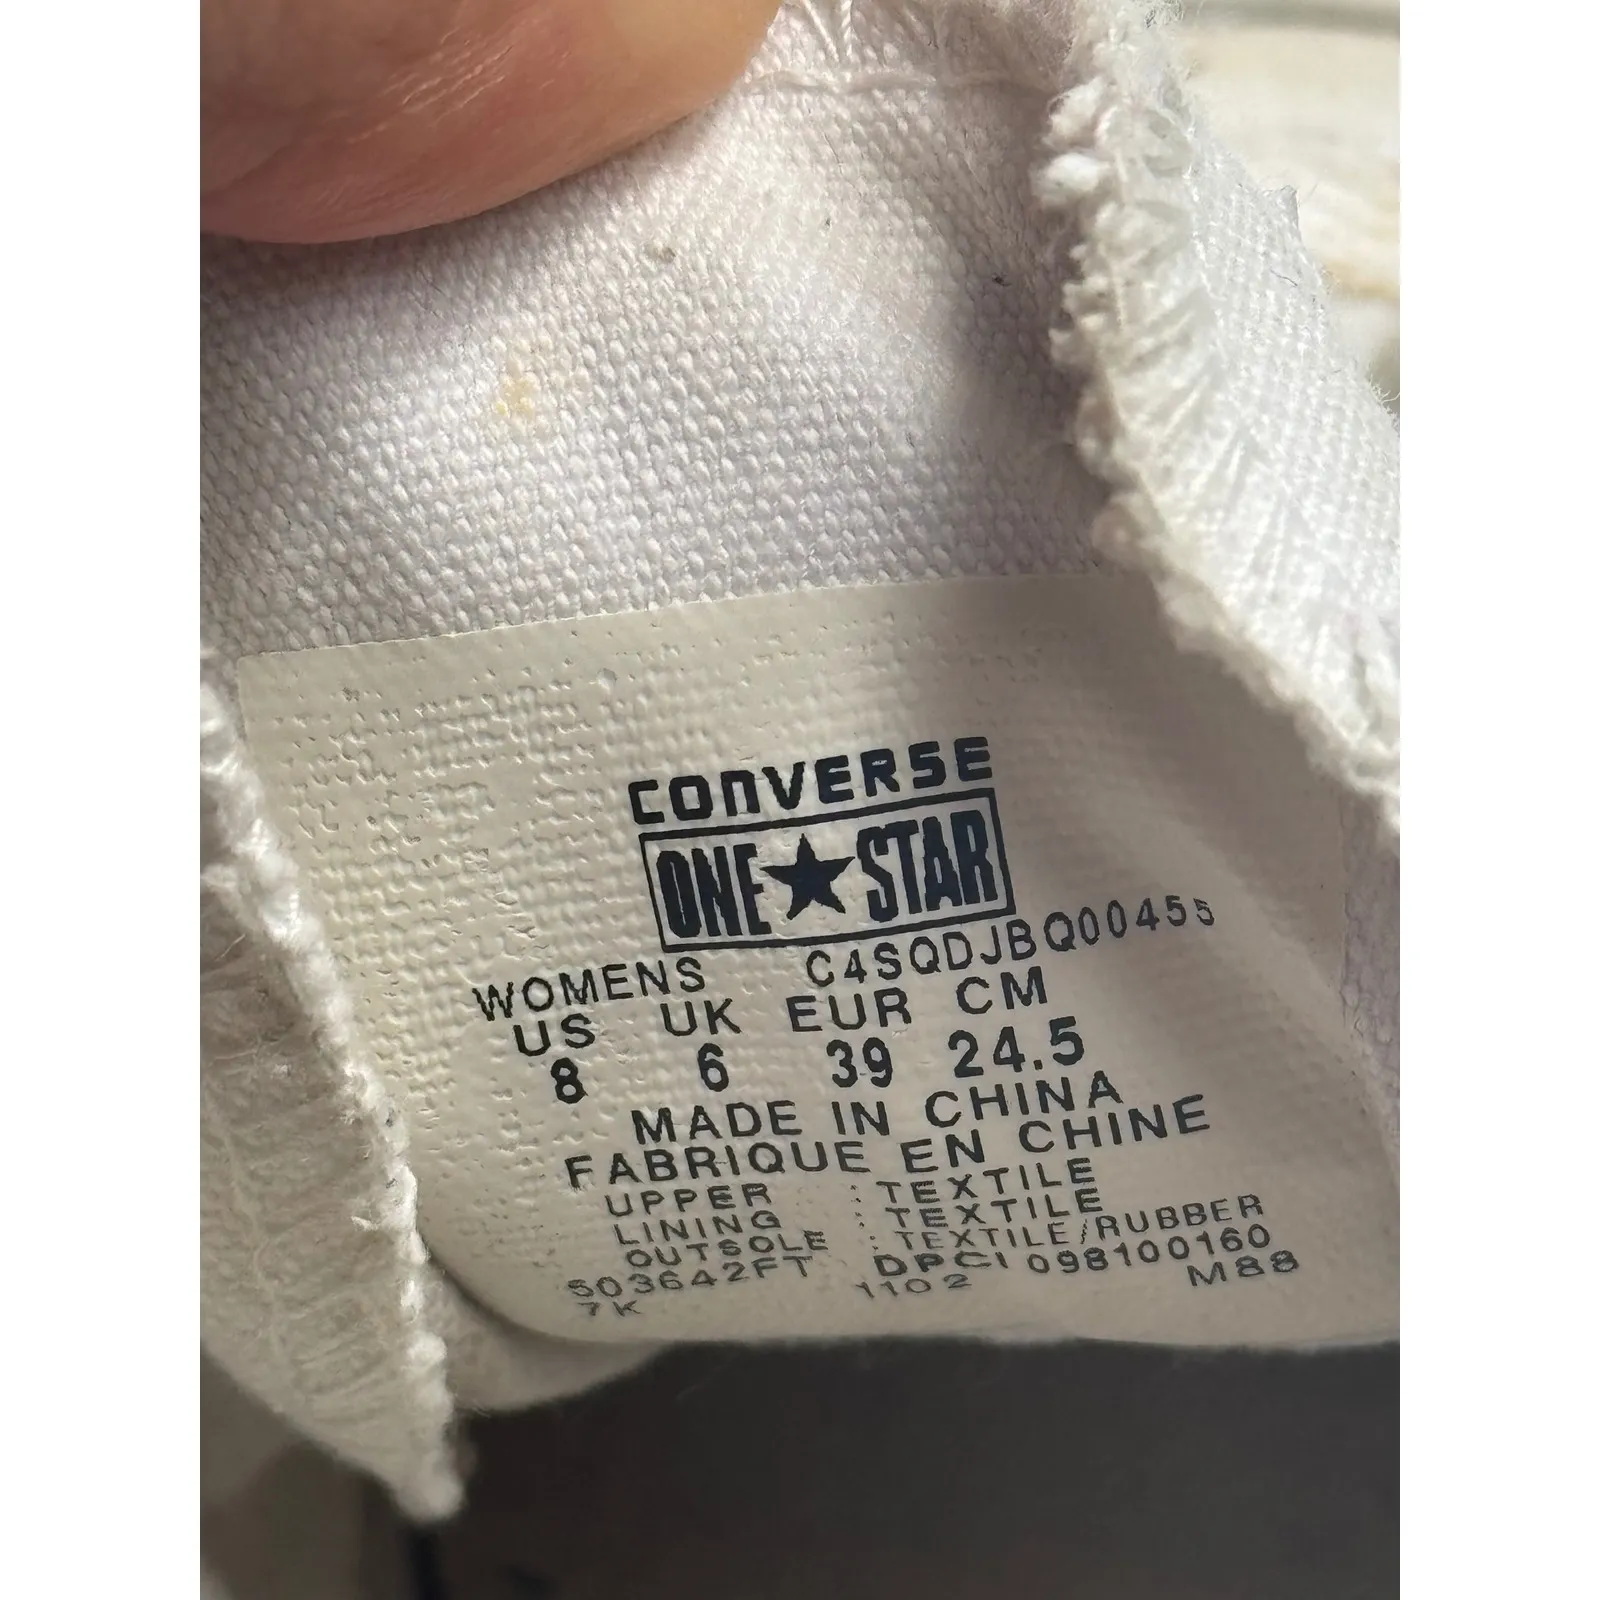 CONVERSE
ONE★STAR
WOMENS C4SQDJBQ00455
US UK EUR CM
8 6 39 24.5
MADE IN CHINA
FABRIQUE EN CHINE
UPPER : TEXTILE
LINING : TEXTILE
OUTSOLE : TEXTILE/RUBBER
S03642FT DPCI 098100160
7K 1102 M88